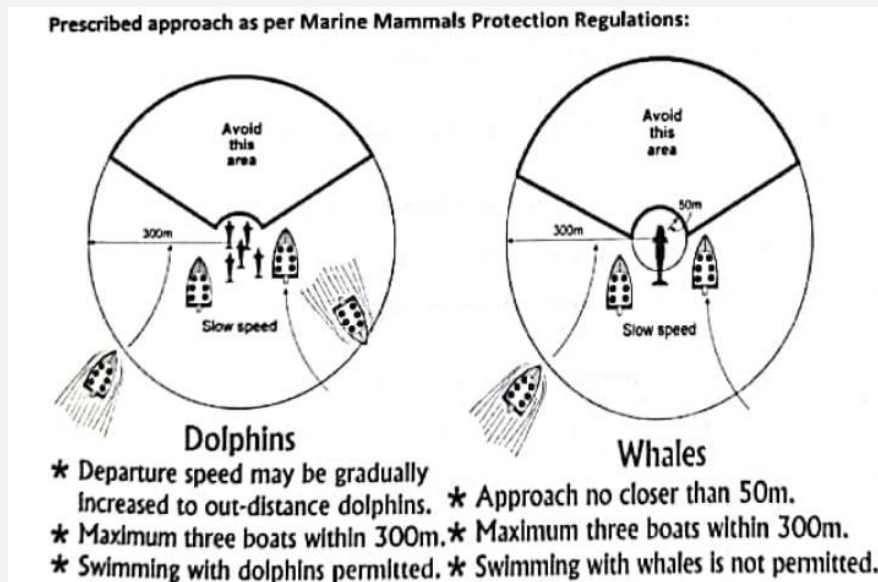 Prescribed approach as per Marine Mammals Protection Regulations:
Avoid
this
area
300m
Slow speed
Dolphins
* Departure speed may be gradually
increased to out-distance dolphins.
* Maximum three boats within 300m.
* Swimming with dolphins permitted.
Avoid
this
area
50m
300m
Slow speed
Whales
* Approach no closer than 50m.
* Maximum three boats within 300m.
* Swimming with whales is not permitted.